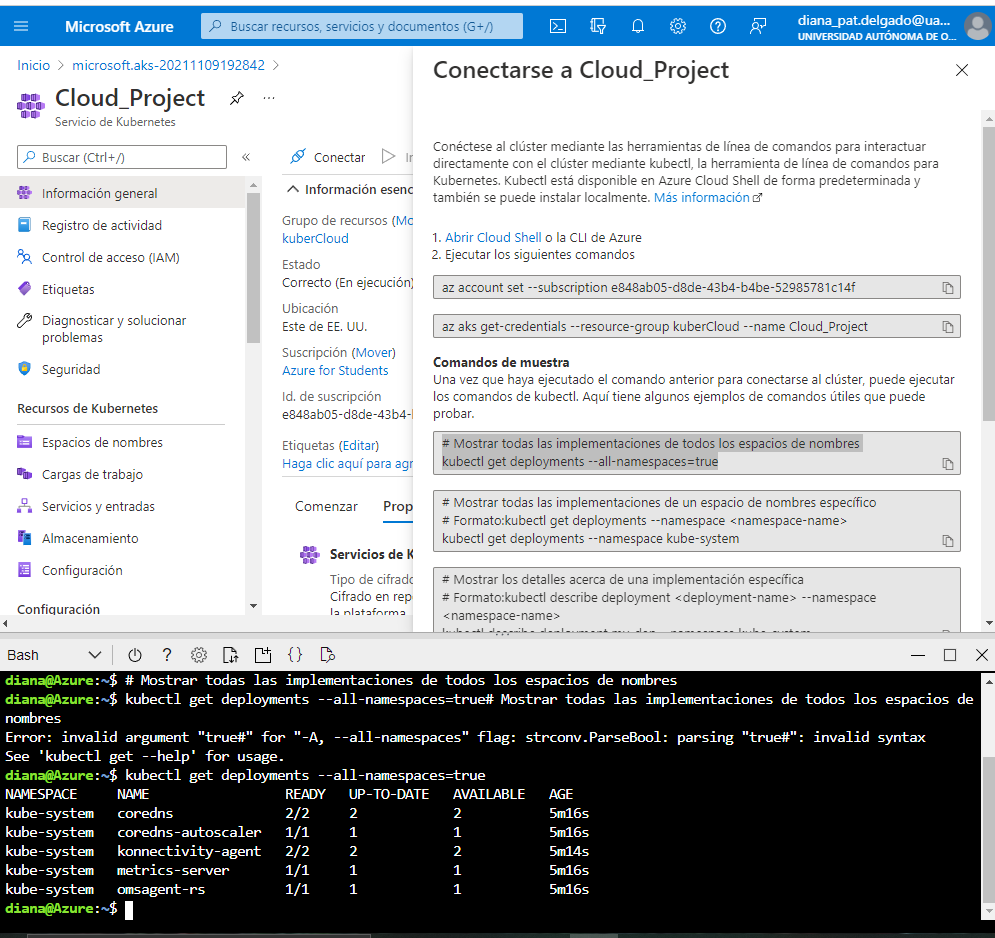 Microsoft Azure
Buscar recursos, servicios y documentos (G+/)
diana_pat.delgado@ua...
UNIVERSIDAD AUTÓNOMA DE O...
Inicio > microsoft.aks-20211109192842 >
Cloud_Project
Servicio de Kubernetes
Buscar (Ctrl+/)
«
Información general
Registro de actividad
Control de acceso (IAM)
Etiquetas
Diagnosticar y solucionar
problemas
Seguridad
Recursos de Kubernetes
Espacios de nombres
Cargas de trabajo
Servicios y entradas
Almacenamiento
Configuración
Configuración
Conectar
Información esenc
Grupo de recursos (Mo
kuberCloud
Estado
Correcto (En ejecución)
Ubicación
Este de EE. UU.
Suscripción (Mover)
Azure for Students
Id. de suscripción
e848ab05-d8de-43b4-
Etiquetas (Editar)
Haga clic aquí para agr
Comenzar Prop
Servicios de K
Tipo de cifrado
Cifrado en rep
la plataforma
Conectarse a Cloud_Project
Conéctese al clúster mediante las herramientas de línea de comandos para interactuar
directamente con el clúster mediante kubectl, la herramienta de línea de comandos para
Kubernetes. Kubectl está disponible en Azure Cloud Shell de forma predeterminada y
también se puede instalar localmente. Más información
1. Abrir Cloud Shell o la CLI de Azure
2. Ejecutar los siguientes comandos
az account set --subscription e848ab05-d8de-43b4-b4be-52985781c14f
az aks get-credentials --resource-group kuberCloud --name Cloud_Project
Comandos de muestra
Una vez que haya ejecutado el comando anterior para conectarse al clúster, puede ejecutar
los comandos de kubectl. Aquí tiene algunos ejemplos de comandos útiles que puede
probar.
# Mostrar todas las implementaciones de todos los espacios de nombres
kubectl get deployments --all-namespaces=true
# Mostrar todas las implementaciones de un espacio de nombres específico
# Formato:kubectl get deployments --namespace <namespace-name>
kubectl get deployments --namespace kube-system
# Mostrar los detalles acerca de una implementación específica
# Formato:kubectl describe deployment <deployment-name> --namespace
<namespace-name>
kubectl describe deployment my-dep --namespace kube-system
Bash
diana@Azure:~$ # Mostrar todas las implementaciones de todos los espacios de nombres
diana@Azure:~$ kubectl get deployments --all-namespaces=true# Mostrar todas las implementaciones de todos los espacios de
nombres
Error: invalid argument "true#" for "-A, --all-namespaces" flag: strconv.ParseBool: parsing "true#": invalid syntax
See 'kubectl get --help' for usage.
diana@Azure:~$ kubectl get deployments --all-namespaces=true
NAMESPACE NAME READY UP-TO-DATE AVAILABLE AGE
kube-system coredns 2/2 2 2 5m16s
kube-system coredns-autoscaler 1/1 1 1 5m16s
kube-system konnectivity-agent 2/2 2 2 5m14s
kube-system metrics-server 1/1 1 1 5m16s
kube-system omsagent-rs 1/1 1 1 5m16s
diana@Azure:~$